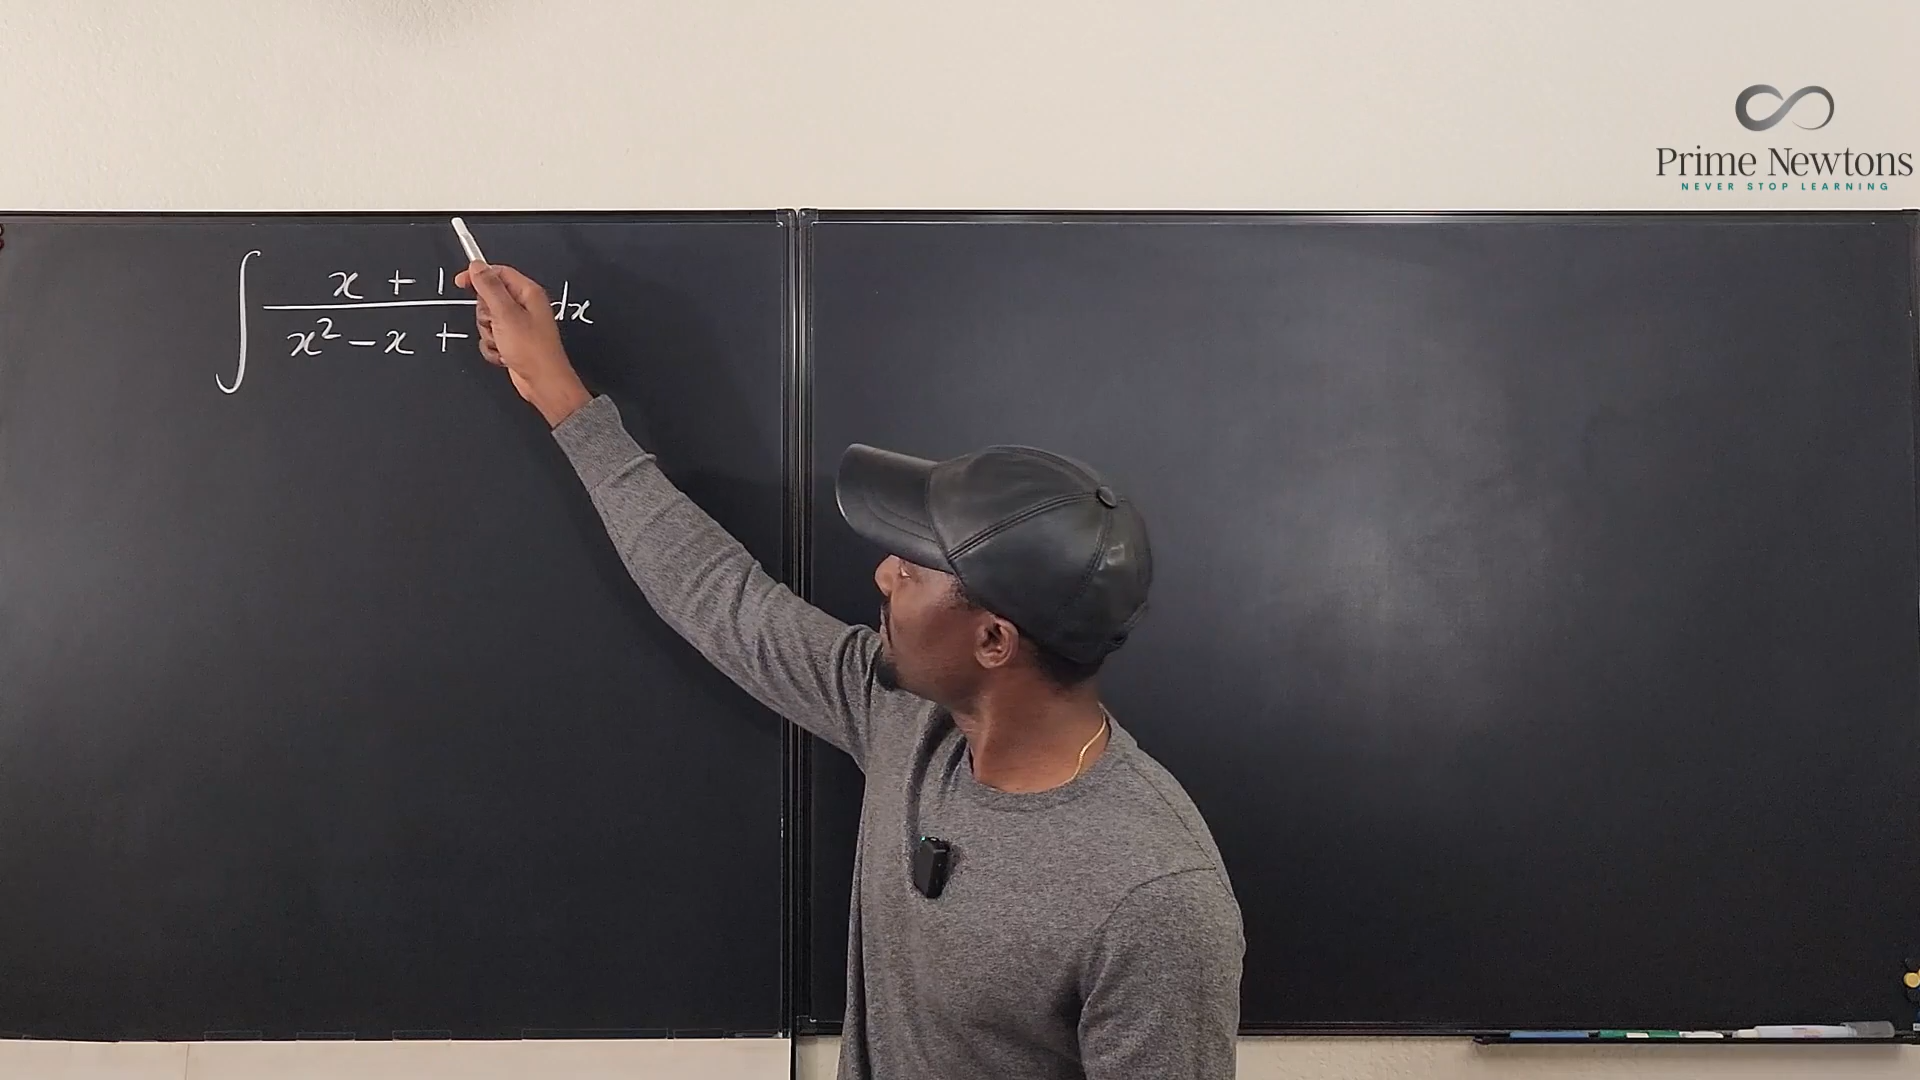 Prime Newtons
NEVER STOP LEARNING
∫ x + 1 / x² - x + dx